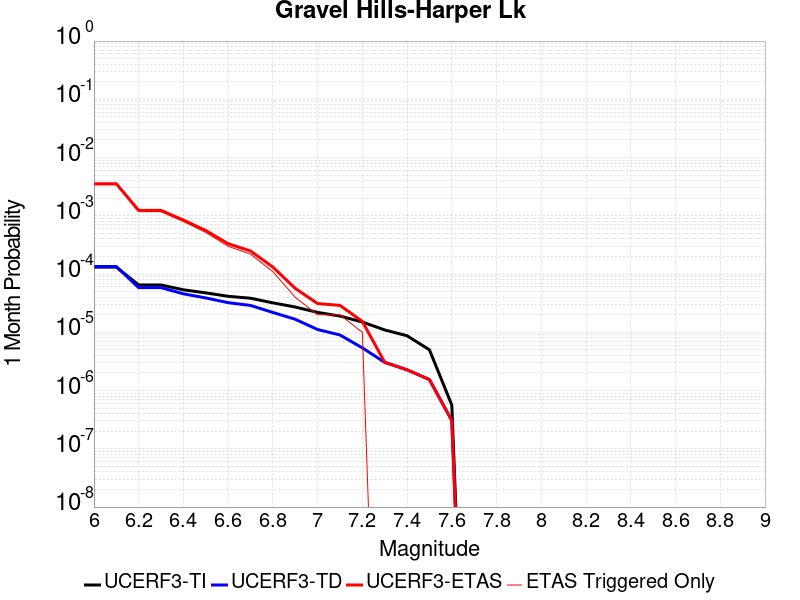 Gravel Hills-Harper Lk
10^0
10^-1
10^-2
10^-3
10^-4
10^-5
10^-6
10^-7
10^-8
1 Month Probability
6 6.2 6.4 6.6 6.8 7 7.2 7.4 7.6 7.8 8 8.2 8.4 8.6 8.8 9
Magnitude
UCERF3-TI UCERF3-TD UCERF3-ETAS ETAS Triggered Only